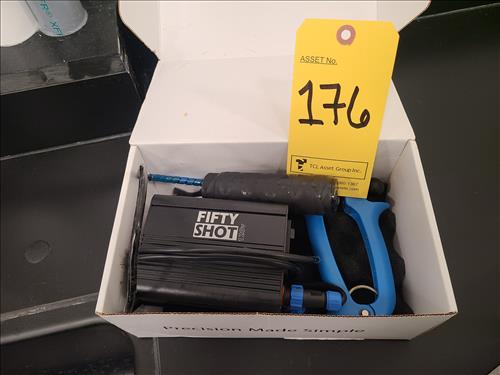 ASSET No.
176
TCL Asset Group Inc.
FIFTY
SHOT
Precision Made Simple